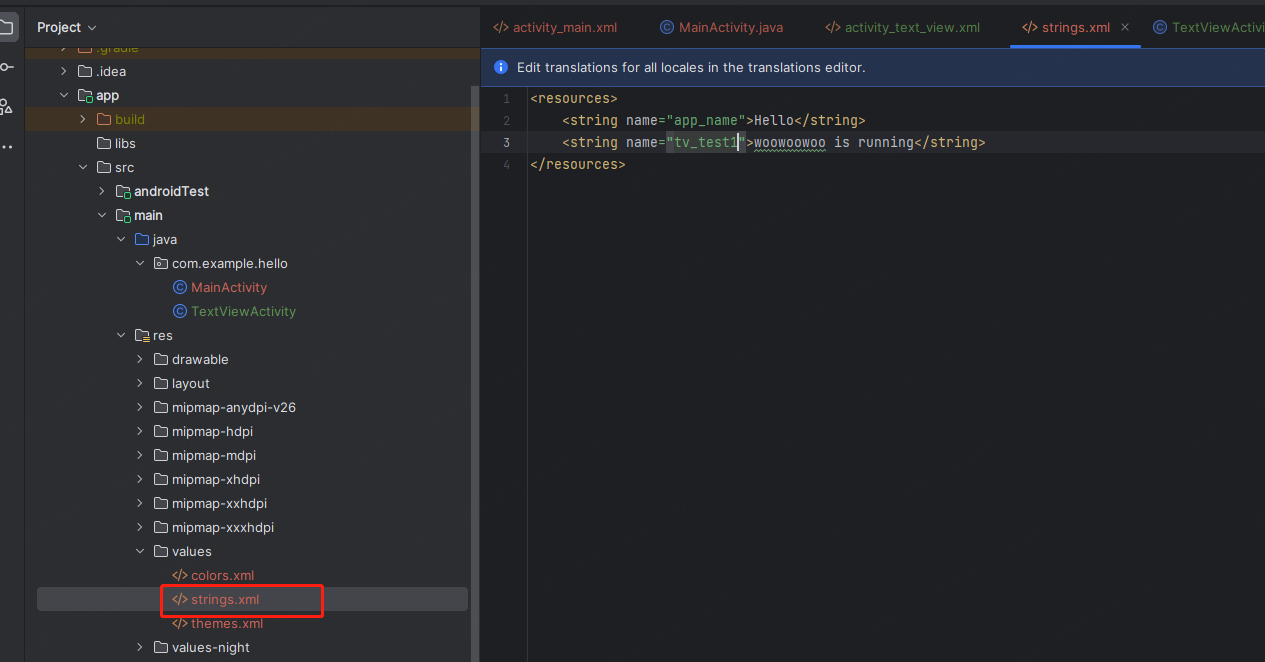 Project
.gradle
.idea
app
build
libs
src
androidTest
main
java
com.example.hello
MainActivity
TextViewActivity
res
drawable
layout
mipmap-anydpi-v26
mipmap-hdpi
mipmap-mdpi
mipmap-xhdpi
mipmap-xxhdpi
mipmap-xxxhdpi
values
</> colors.xml
</> strings.xml
</> themes.xml
values-night
</> activity_main.xml © MainActivity.java </> activity_text_view.xml </> strings.xml × © TextViewActivi
Edit translations for all locales in the translations editor.
1 <resources>
2 <string name="app_name">Hello</string>
3 <string name="tv_test1">woowoowoo is running</string>
4 </resources>